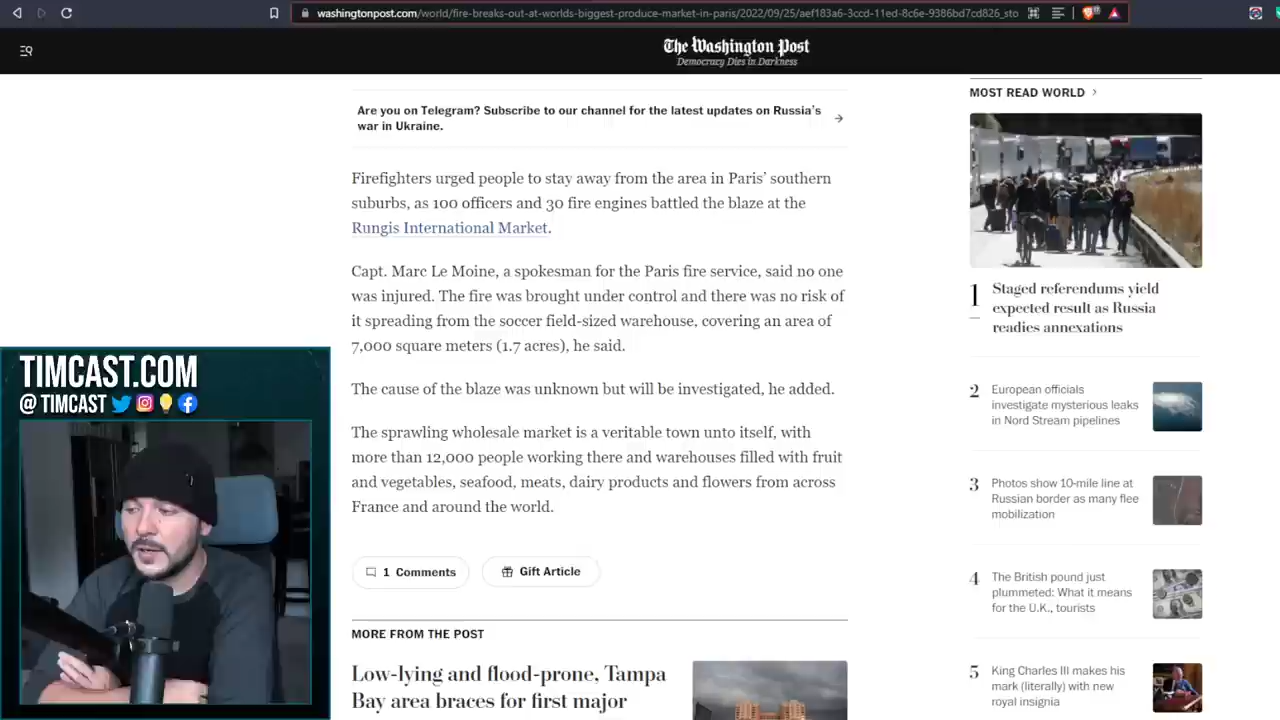 washingtonpost.com/world/fire-breaks-out-at-worlds-biggest-produce-market-in-paris/2022/09/25/aef183a6-3ccd-11ed-8c6e-9386bd7cd826_sto
The Washington Post
Democracy Dies in Darkness
Are you on Telegram? Subscribe to our channel for the latest updates on Russia's
war in Ukraine.
Firefighters urged people to stay away from the area in Paris' southern
suburbs, as 100 officers and 30 fire engines battled the blaze at the
Rungis International Market.
Capt. Marc Le Moine, a spokesman for the Paris fire service, said no one
was injured. The fire was brought under control and there was no risk of
it spreading from the soccer field-sized warehouse, covering an area of
7,000 square meters (1.7 acres), he said.
The cause of the blaze was unknown but will be investigated, he added.
The sprawling wholesale market is a veritable town unto itself, with
more than 12,000 people working there and warehouses filled with fruit
and vegetables, seafood, meats, dairy products and flowers from across
France and around the world.
1 Comments
Gift Article
MORE FROM THE POST
Low-lying and flood-prone, Tampa
Bay area braces for first major
MOST READ WORLD
1
Staged referendums yield
expected result as Russia
readies annexations
2
European officials
investigate mysterious leaks
in Nord Stream pipelines
3
Photos show 10-mile line at
Russian border as many flee
mobilization
4
The British pound just
plummeted: What it means
for the U.K., tourists
5
King Charles III makes his
mark (literally) with new
royal insignia
TIMCAST.COM
@ TIMCAST